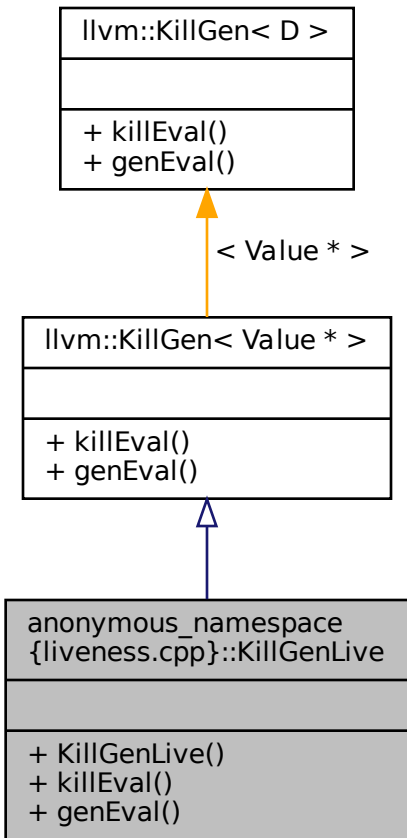 llvm::KillGen< D >
+ killEval()
+ genEval()
< Value * >
llvm::KillGen< Value * >
+ killEval()
+ genEval()
anonymous_namespace
{liveness.cpp}::KillGenLive
+ KillGenLive()
+ killEval()
+ genEval()